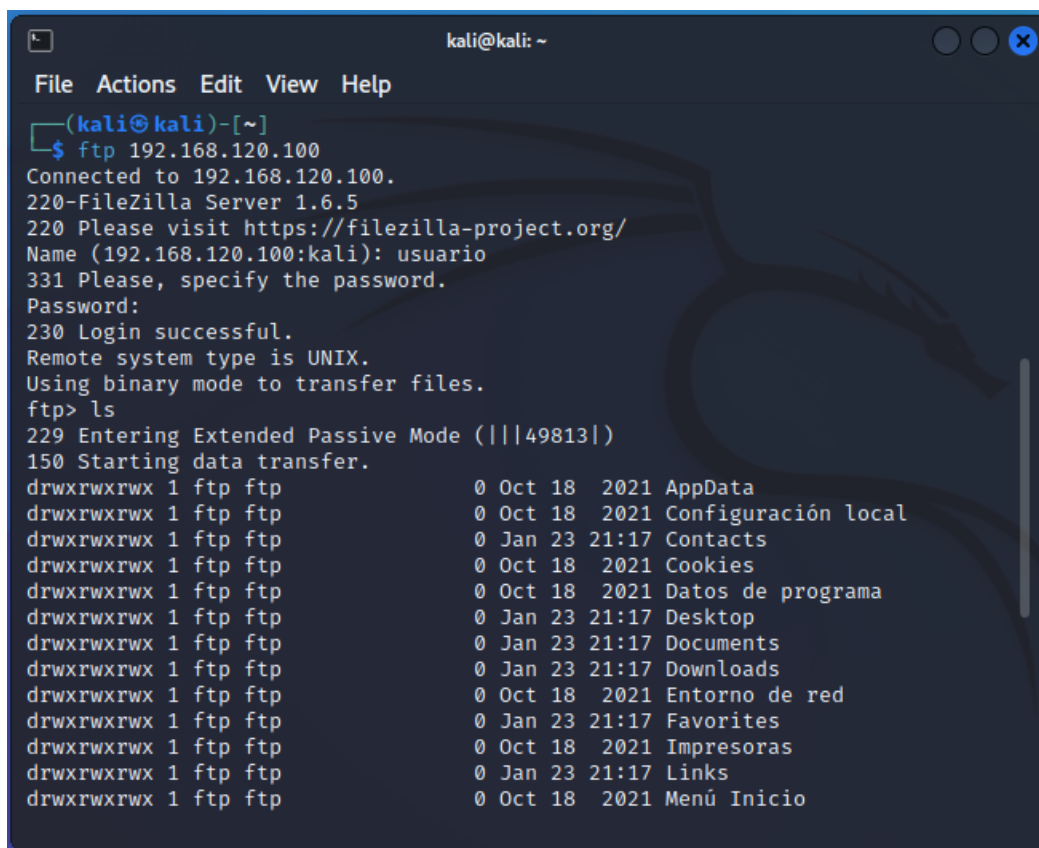 kali@kali: ~
File Actions Edit View Help
┌──(kali㉿kali)-[~]
└─$ ftp 192.168.120.100
Connected to 192.168.120.100.
220-FileZilla Server 1.6.5
220 Please visit https://filezilla-project.org/
Name (192.168.120.100:kali): usuario
331 Please, specify the password.
Password:
230 Login successful.
Remote system type is UNIX.
Using binary mode to transfer files.
ftp> ls
229 Entering Extended Passive Mode (|||49813|)
150 Starting data transfer.
drwxrwxrwx 1 ftp ftp               0 Oct 18  2021 AppData
drwxrwxrwx 1 ftp ftp               0 Oct 18  2021 Configuración local
drwxrwxrwx 1 ftp ftp               0 Jan 23 21:17 Contacts
drwxrwxrwx 1 ftp ftp               0 Oct 18  2021 Cookies
drwxrwxrwx 1 ftp ftp               0 Oct 18  2021 Datos de programa
drwxrwxrwx 1 ftp ftp               0 Jan 23 21:17 Desktop
drwxrwxrwx 1 ftp ftp               0 Jan 23 21:17 Documents
drwxrwxrwx 1 ftp ftp               0 Jan 23 21:17 Downloads
drwxrwxrwx 1 ftp ftp               0 Oct 18  2021 Entorno de red
drwxrwxrwx 1 ftp ftp               0 Jan 23 21:17 Favorites
drwxrwxrwx 1 ftp ftp               0 Oct 18  2021 Impresoras
drwxrwxrwx 1 ftp ftp               0 Jan 23 21:17 Links
drwxrwxrwx 1 ftp ftp               0 Oct 18  2021 Menú Inicio